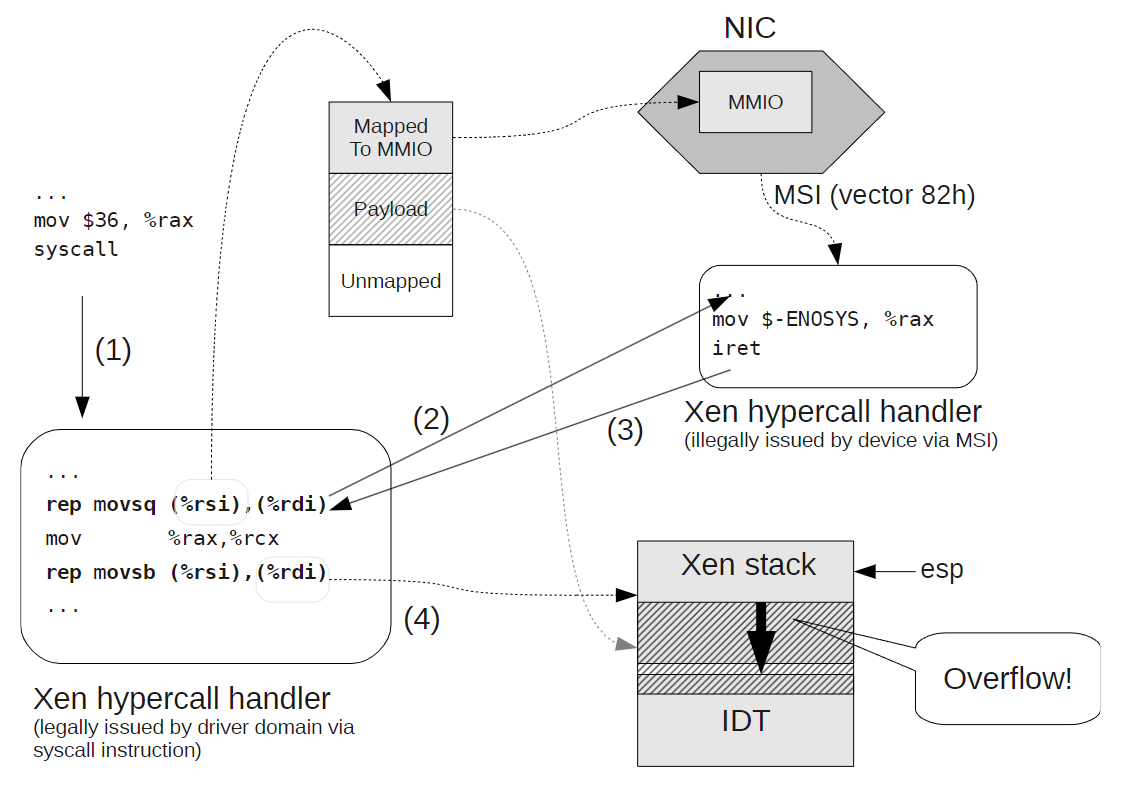 NIC
MMIO
Mapped
To MMIO
Payload
Unmapped
MSI (vector 82h)
...
mov $36, %rax
syscall
(1)
...
mov $-ENOSYS, %rax
iret
Xen hypercall handler
(illegally issued by device via MSI)
(2)
(3)
...
rep movsq (%rsi),(%rdi)
mov %rax,%rcx
rep movsb (%rsi),(%rdi)
...
(4)
Xen hypercall handler
(legally issued by driver domain via
syscall instruction)
Xen stack
esp
Overflow!
IDT